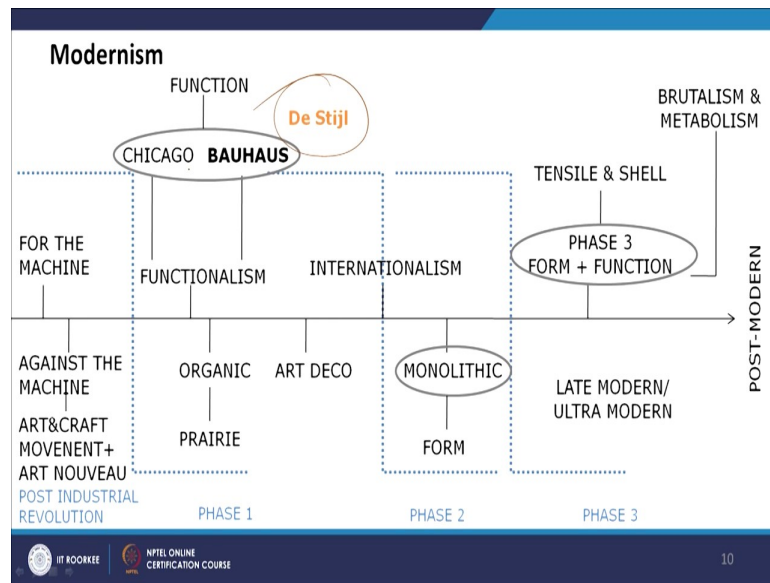 Modernism
FUNCTION
De Stijl
BRUTALISM &
METABOLISM
CHICAGO BAUHAUS
TENSILE & SHELL
FOR THE
MACHINE
FUNCTIONALISM
INTERNATIONALISM
PHASE 3
FORM + FUNCTION
POST-MODERN
AGAINST THE
MACHINE
ART&CRAFT
MOVENENT+
ART NOUVEAU
ORGANIC
PRAIRIE
ART DECO
MONOLITHIC
FORM
LATE MODERN/
ULTRA MODERN
POST INDUSTRIAL
REVOLUTION
PHASE 1
PHASE 2
PHASE 3
IIT ROORKEE
NPTEL ONLINE
CERTIFICATION COURSE
10